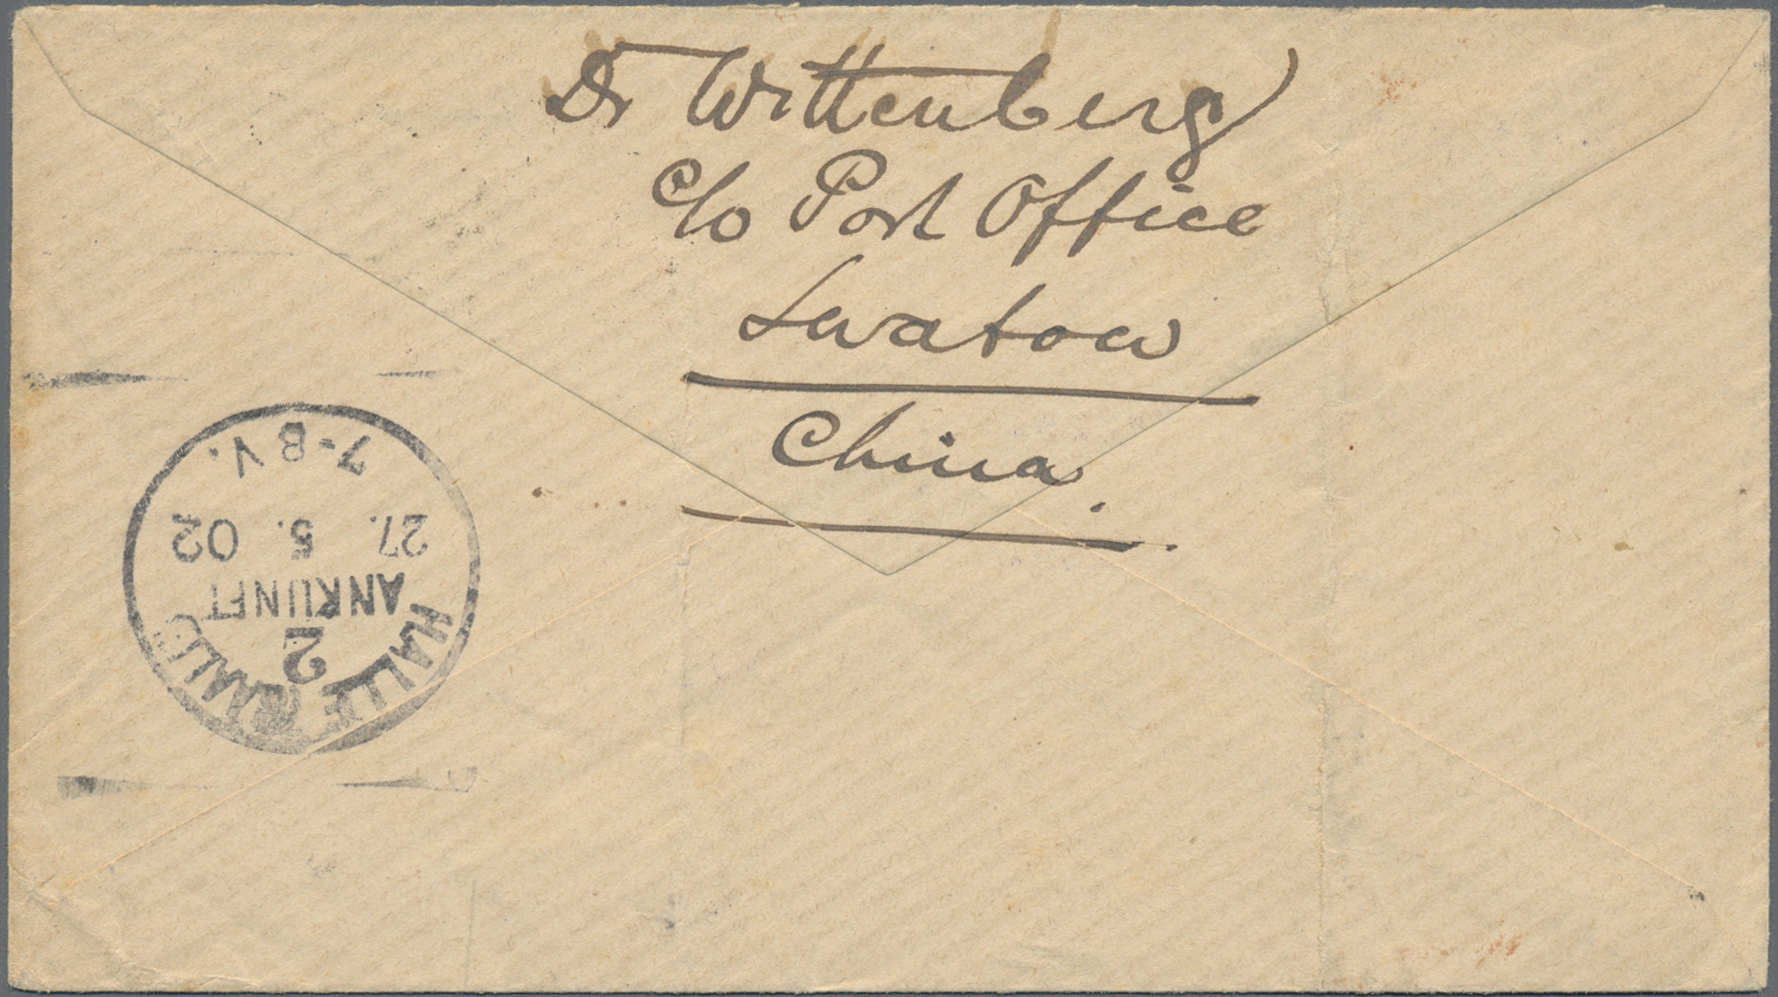 Dr Wittenberg
c/o Post Office
Swatow
China.
HALLE (SAALE)
2
ANKUNFT
27. 5. 02
7-8 V.